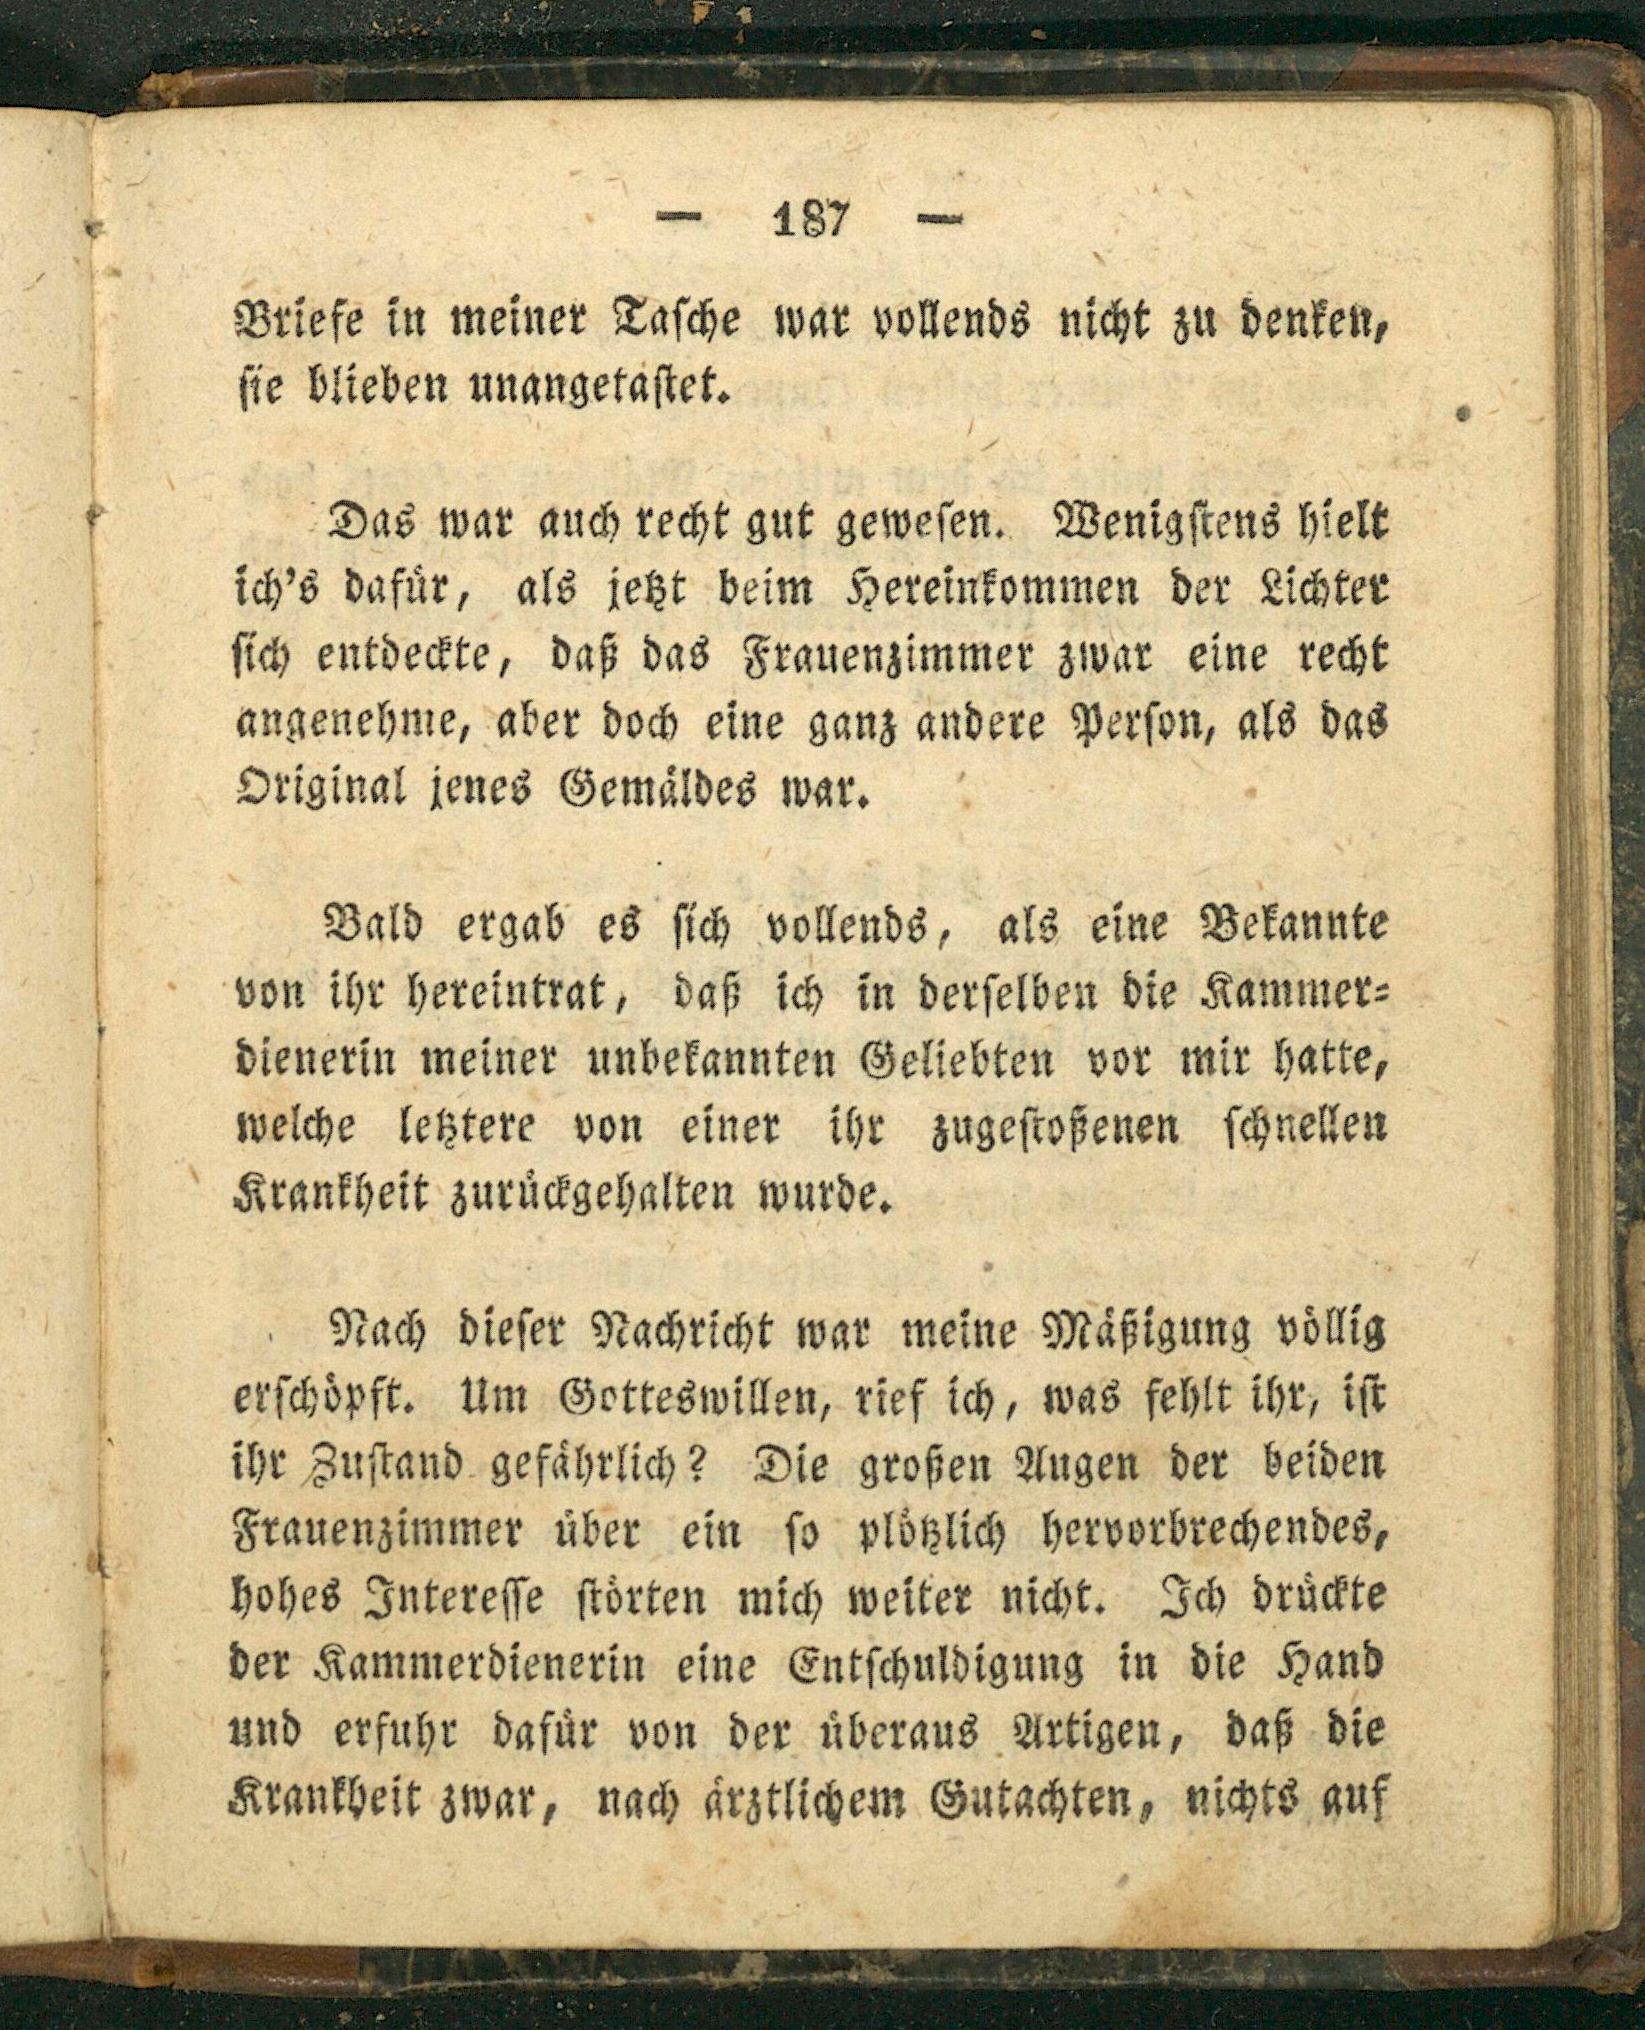 — 187 —
Briefe in meiner Taſche war vollends nicht zu denken,
ſie blieben unangetaſtet.
Das war auch recht gut geweſen. Wenigſtens hielt
ich's dafür, als jetzt beim Hereinkommen der Lichter
ſich entdeckte, daß das Frauenzimmer zwar eine recht
angenehme, aber doch eine ganz andere Perſon, als das
Original jenes Gemäldes war.
Bald ergab es ſich vollends, als eine Bekannte
von ihr hereintrat, daß ich in derſelben die Kammer⸗
dienerin meiner unbekannten Geliebten vor mir hatte,
welche letztere von einer ihr zugeſtoßenen ſchnellen
Krankheit zurückgehalten wurde.
Nach dieſer Nachricht war meine Mäßigung völlig
erſchöpft. Um Gotteswillen, rief ich, was fehlt ihr, iſt
ihr Zuſtand gefährlich? Die großen Augen der beiden
Frauenzimmer über ein ſo plötzlich hervorbrechendes,
hohes Intereſſe ſtörten mich weiter nicht. Ich drückte
der Kammerdienerin eine Entſchuldigung in die Hand
und erfuhr dafür von der überaus Artigen, daß die
Krankheit zwar, nach ärztlichem Gutachten, nichts auf